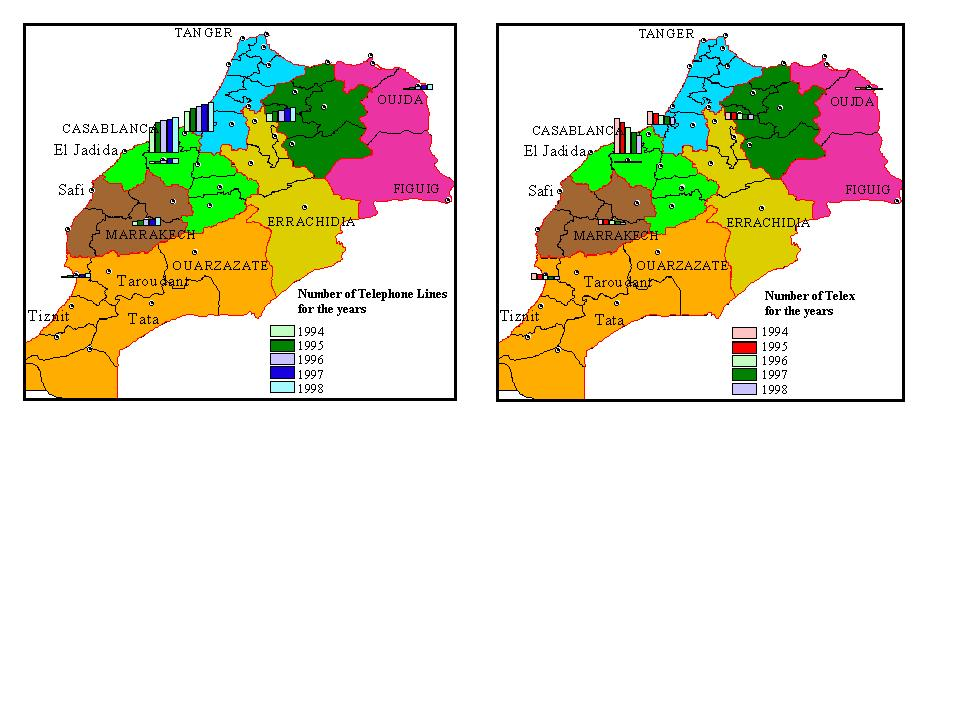 TANGER
OUJDA
CASABLANCA
El Jadida
Safi
FIGUIG
ERRACHIDIA
MARRAKECH
OUARZAZATE
Taroudant
Tiznit
Tata
Number of Telephone Lines
for the years
1994
1995
1996
1997
1998
TANGER
OUJDA
CASABLANCA
El Jadida
Safi
FIGUIG
ERRACHIDIA
MARRAKECH
OUARZAZATE
Taroudant
Tiznit
Tata
Number of Telex
for the years
1994
1995
1996
1997
1998